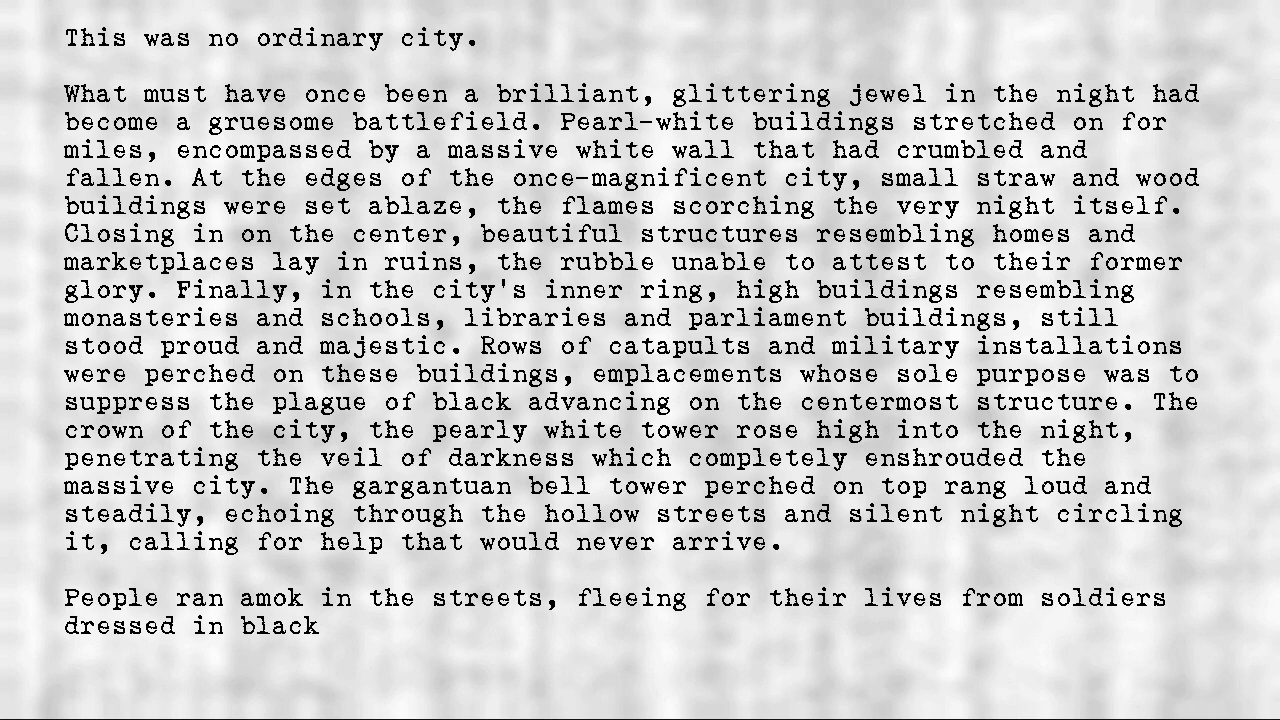 This was no ordinary city.
What must have once been a brilliant, glittering jewel in the night had
become a gruesome battlefield. Pearl-white buildings stretched on for
miles, encompassed by a massive white wall that had crumbled and
fallen. At the edges of the once-magnificent city, small straw and wood
buildings were set ablaze, the flames scorching the very night itself.
Closing in on the center, beautiful structures resembling homes and
marketplaces lay in ruins, the rubble unable to attest to their former
glory. Finally, in the city's inner ring, high buildings resembling
monasteries and schools, libraries and parliament buildings, still
stood proud and majestic. Rows of catapults and military installations
were perched on these buildings, emplacements whose sole purpose was to
suppress the plague of black advancing on the centermost structure. The
crown of the city, the pearly white tower rose high into the night,
penetrating the veil of darkness which completely enshrouded the
massive city. The gargantuan bell tower perched on top rang loud and
steadily, echoing through the hollow streets and silent night circling
it, calling for help that would never arrive.
People ran amok in the streets, fleeing for their lives from soldiers
dressed in black